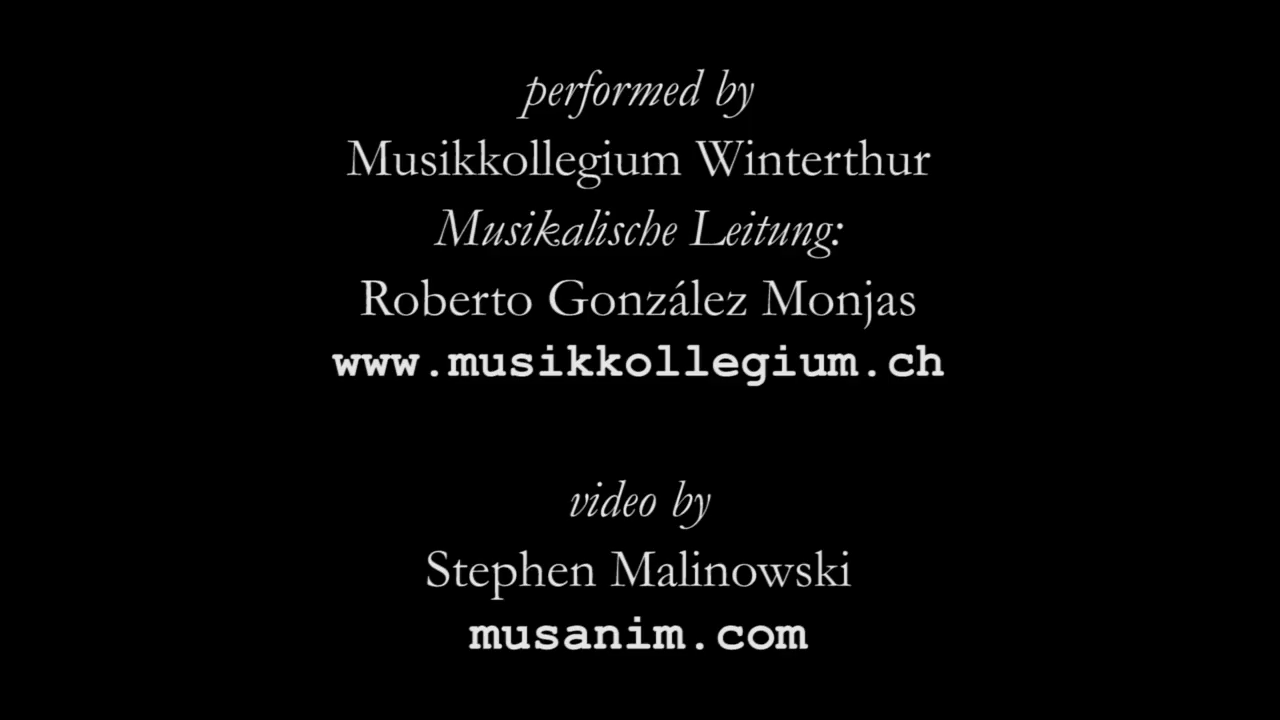 performed by
Musikkollegium Winterthur
Musikalische Leitung:
Roberto González Monjas
www.musikkollegium.ch
video by
Stephen Malinowski
musanim.com